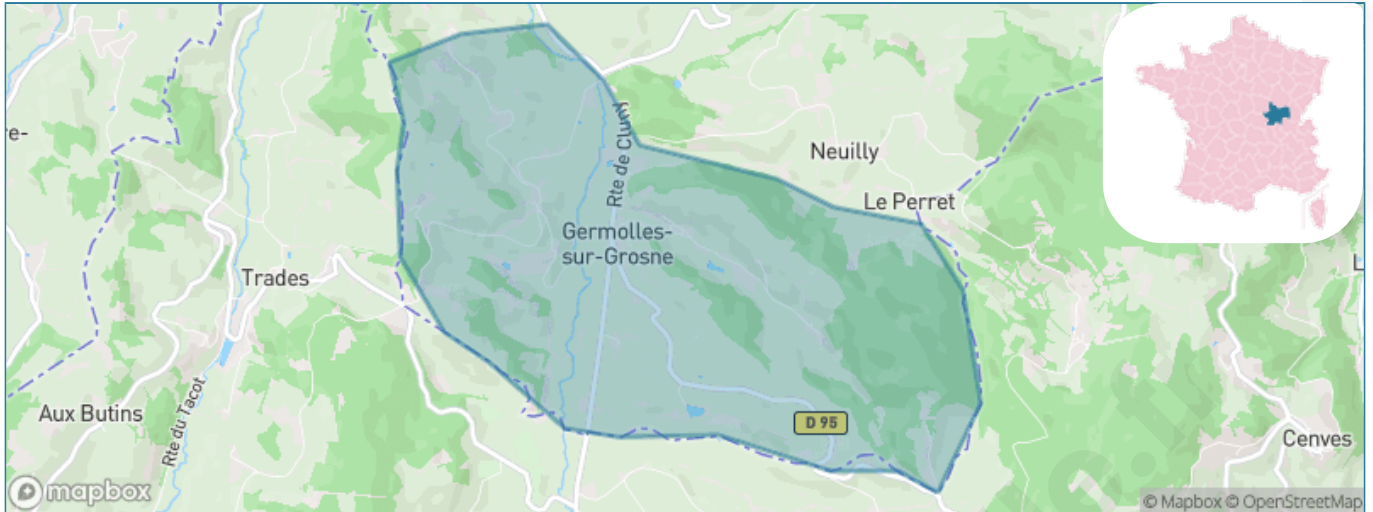 re-
Rte de Cluny
Neuilly
Le Perret
Germolles-
sur-Grosne
Trades
L
Rte du Tacot
Aux Butins
D 95
Cenves
mapbox
© Mapbox © OpenStreetMap